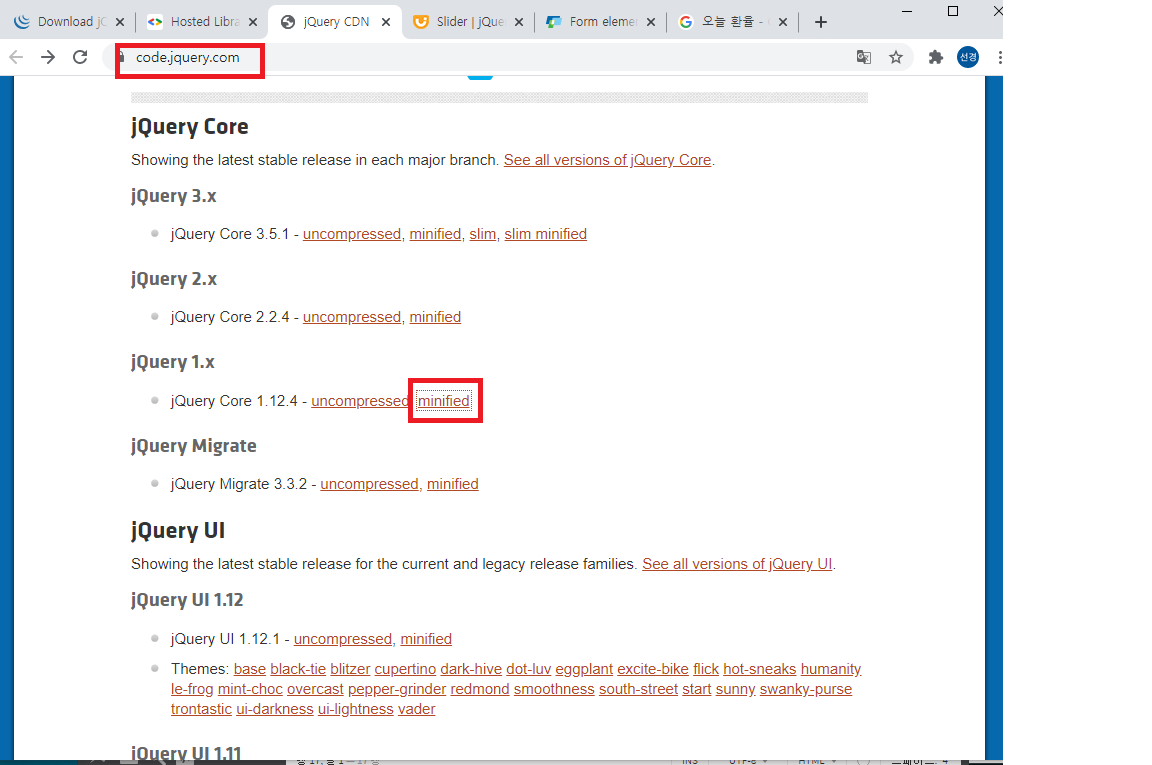 Download jC
Hosted Libra
jQuery CDN
Slider | jQue
Form elemen
오늘 환율 -
code.jquery.com
선경
jQuery Core
Showing the latest stable release in each major branch. See all versions of jQuery Core.
jQuery 3.x
jQuery Core 3.5.1 - uncompressed, minified, slim, slim minified
jQuery 2.x
jQuery Core 2.2.4 - uncompressed, minified
jQuery 1.x
jQuery Core 1.12.4 - uncompressed minified
jQuery Migrate
jQuery Migrate 3.3.2 - uncompressed, minified
jQuery UI
Showing the latest stable release for the current and legacy release families. See all versions of jQuery UI.
jQuery UI 1.12
jQuery UI 1.12.1 - uncompressed, minified
Themes: base black-tie blitzer cupertino dark-hive dot-luv eggplant excite-bike flick hot-sneaks humanity
le-frog mint-choc overcast pepper-grinder redmond smoothness south-street start sunny swanky-purse
trontastic ui-darkness ui-lightness vader
jQuery UI 1.11
INS UTF-8 HTML